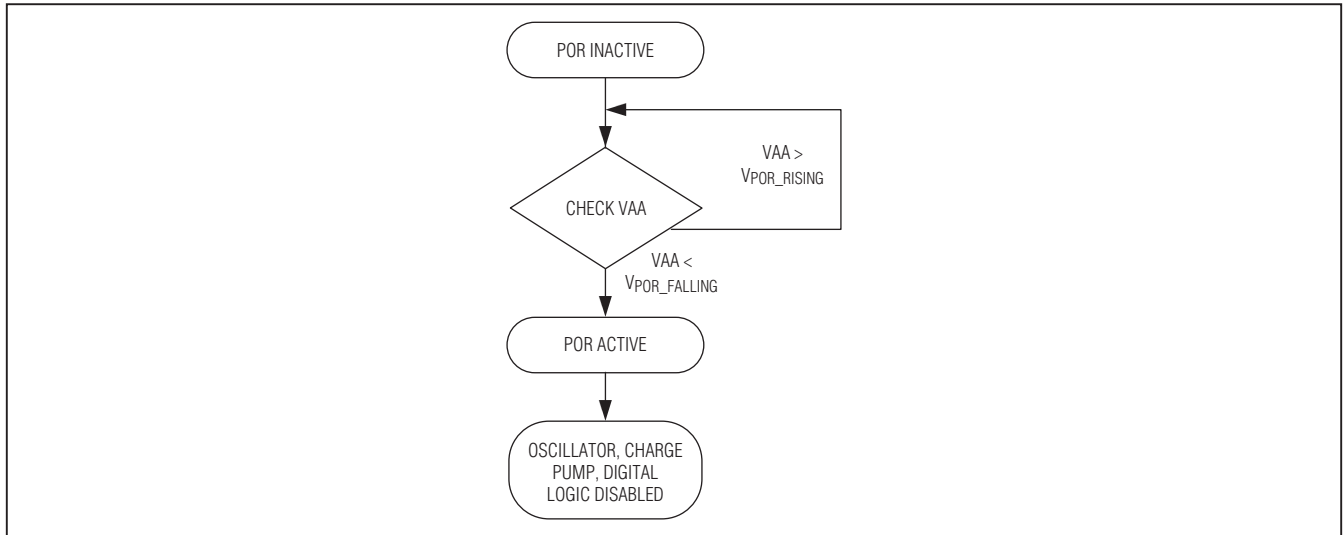 POR INACTIVE
VAA >
VPOR_RISING
CHECK VAA
VAA <
VPOR_FALLING
POR ACTIVE
OSCILLATOR, CHARGE
PUMP, DIGITAL
LOGIC DISABLED